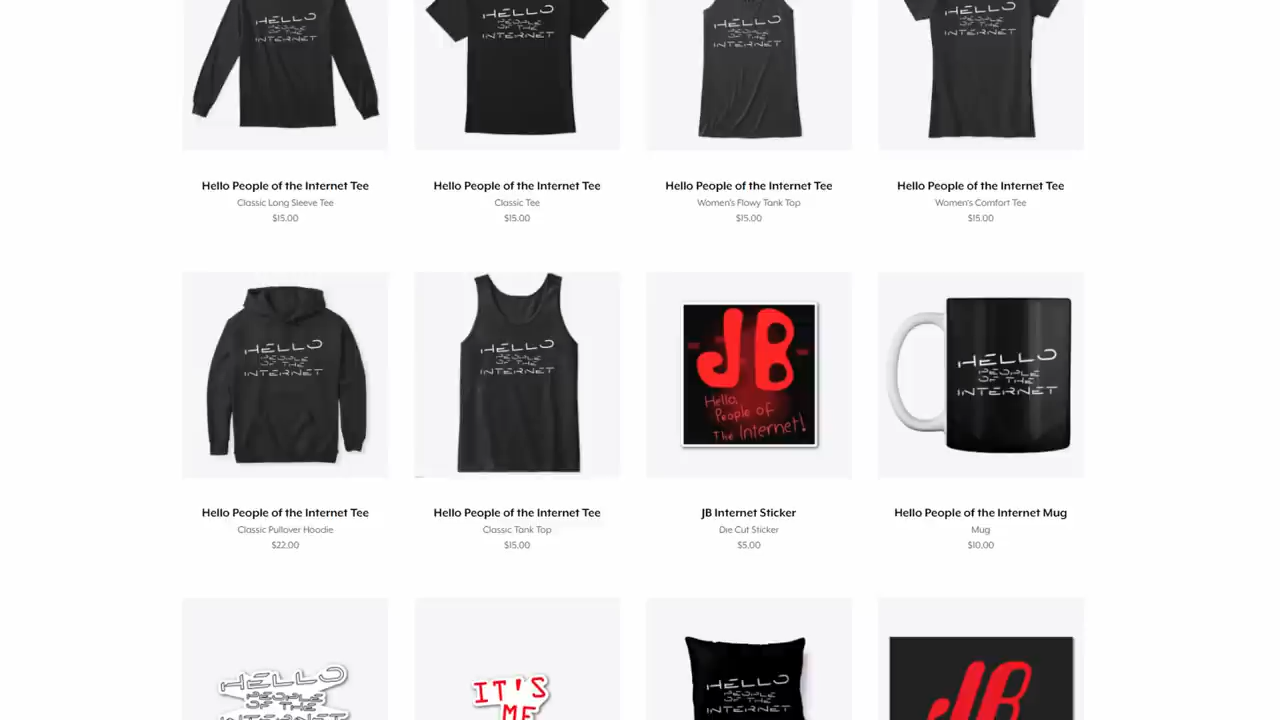 HELLO
PEOPLE
OF THE
INTERNET
HELLO
PEOPLE
OF THE
INTERNET
HELLO
PEOPLE
OF THE
INTERNET
HELLO
PEOPLE
OF THE
INTERNET
Hello People of the Internet Tee
Classic Long Sleeve Tee
$15.00
Hello People of the Internet Tee
Classic Tee
$15.00
Hello People of the Internet Tee
Women's Flowy Tank Top
$15.00
Hello People of the Internet Tee
Women's Comfort Tee
$15.00
HELLO
PEOPLE
OF THE
INTERNET
HELLO
PEOPLE
OF THE
INTERNET
JB
Hello,
People of
The Internet!
HELLO
PEOPLE
OF THE
INTERNET
Hello People of the Internet Tee
Classic Pullover Hoodie
$22.00
Hello People of the Internet Tee
Classic Tank Top
$15.00
JB Internet Sticker
Die Cut Sticker
$5.00
Hello People of the Internet Mug
Mug
$10.00
HELLO
PEOPLE
OF THE
INTERNET
IT'S
ME
HELLO
PEOPLE
OF THE
INTERNET
JB